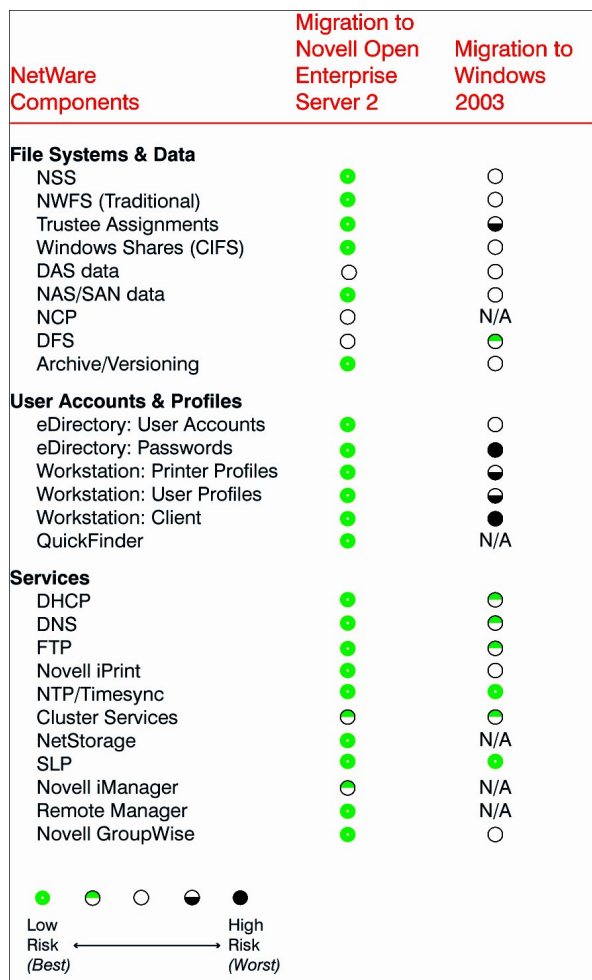 NetWare Components
Migration to Novell Open Enterprise Server 2
Migration to Windows 2003
File Systems & Data
NSS
NWFS (Traditional)
Trustee Assignments
Windows Shares (CIFS)
DAS data
NAS/SAN data
NCP N/A
DFS
Archive/Versioning
User Accounts & Profiles
eDirectory: User Accounts
eDirectory: Passwords
Workstation: Printer Profiles
Workstation: User Profiles
Workstation: Client
QuickFinder N/A
Services
DHCP
DNS
FTP
Novell iPrint
NTP/Timesync
Cluster Services
NetStorage N/A
SLP
Novell iManager N/A
Remote Manager N/A
Novell GroupWise
Low Risk (Best)
High Risk (Worst)